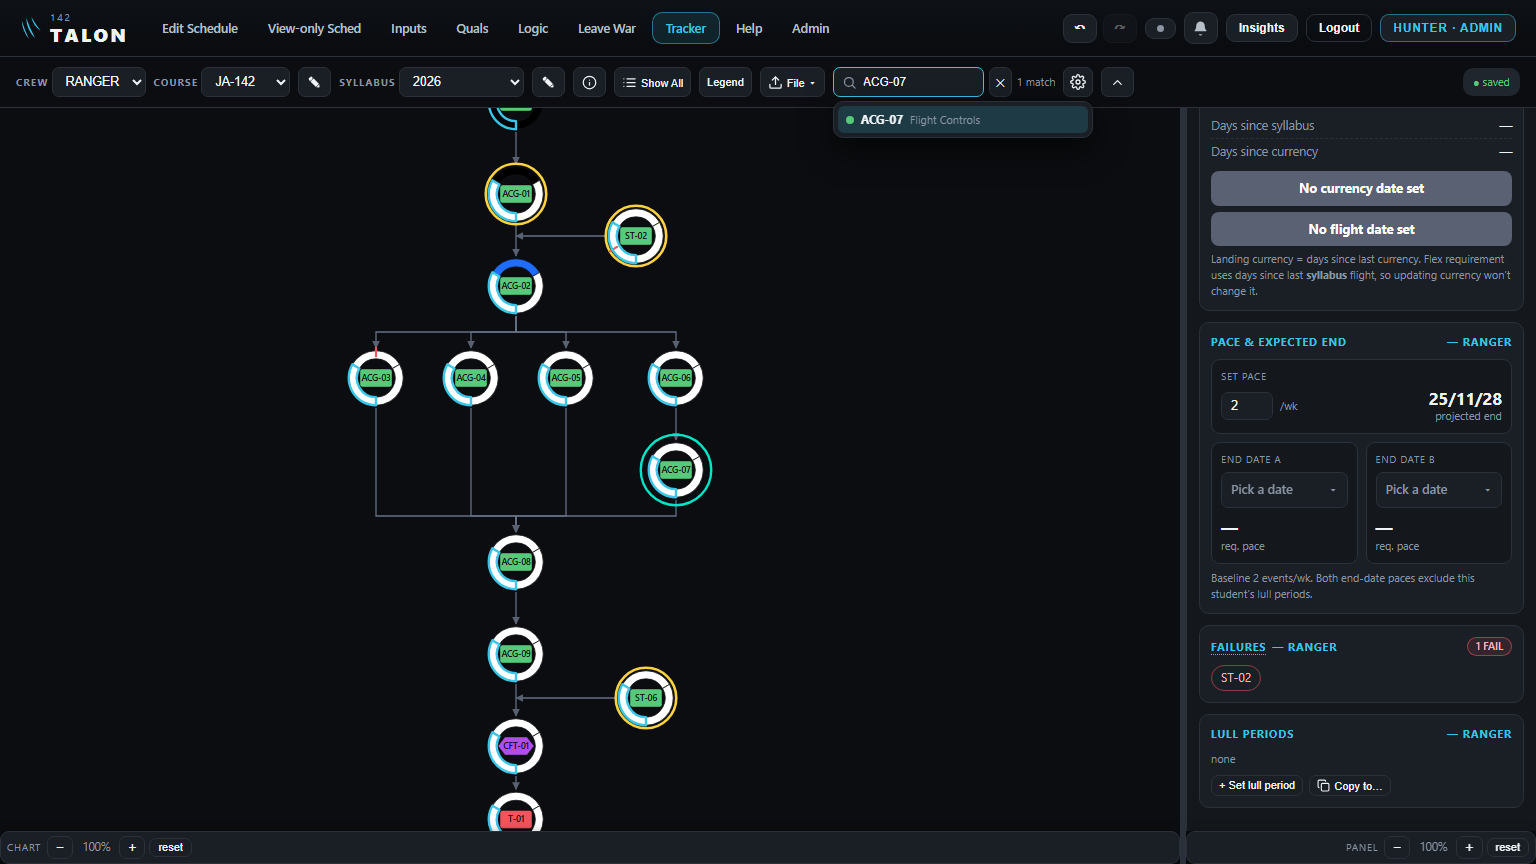 142
TALON
Edit Schedule
View-only Sched
Inputs
Quals
Logic
Leave War
Tracker
Help
Admin
Insights
Logout
HUNTER · ADMIN
CREW
RANGER
COURSE
JA-142
SYLLABUS
2026
Show All
Legend
File
ACG-07
1 match
saved
ACG-07 Flight Controls
ACG-01
ST-02
ACG-02
ACG-03
ACG-04
ACG-05
ACG-06
ACG-07
ACG-08
ACG-09
ST-06
CFT-01
T-01
Days since syllabus —
Days since currency —
No currency date set
No flight date set
Landing currency = days since last currency. Flex requirement
uses days since last syllabus flight, so updating currency won't
change it.
PACE & EXPECTED END — RANGER
SET PACE
2 /wk
25/11/28
projected end
END DATE A
Pick a date
—
req. pace
END DATE B
Pick a date
—
req. pace
Baseline 2 events/wk. Both end-date paces exclude this
student's lull periods.
FAILURES — RANGER
1 FAIL
ST-02
LULL PERIODS — RANGER
none
+ Set lull period
Copy to...
CHART − 100% + reset
PANEL − 100% + reset